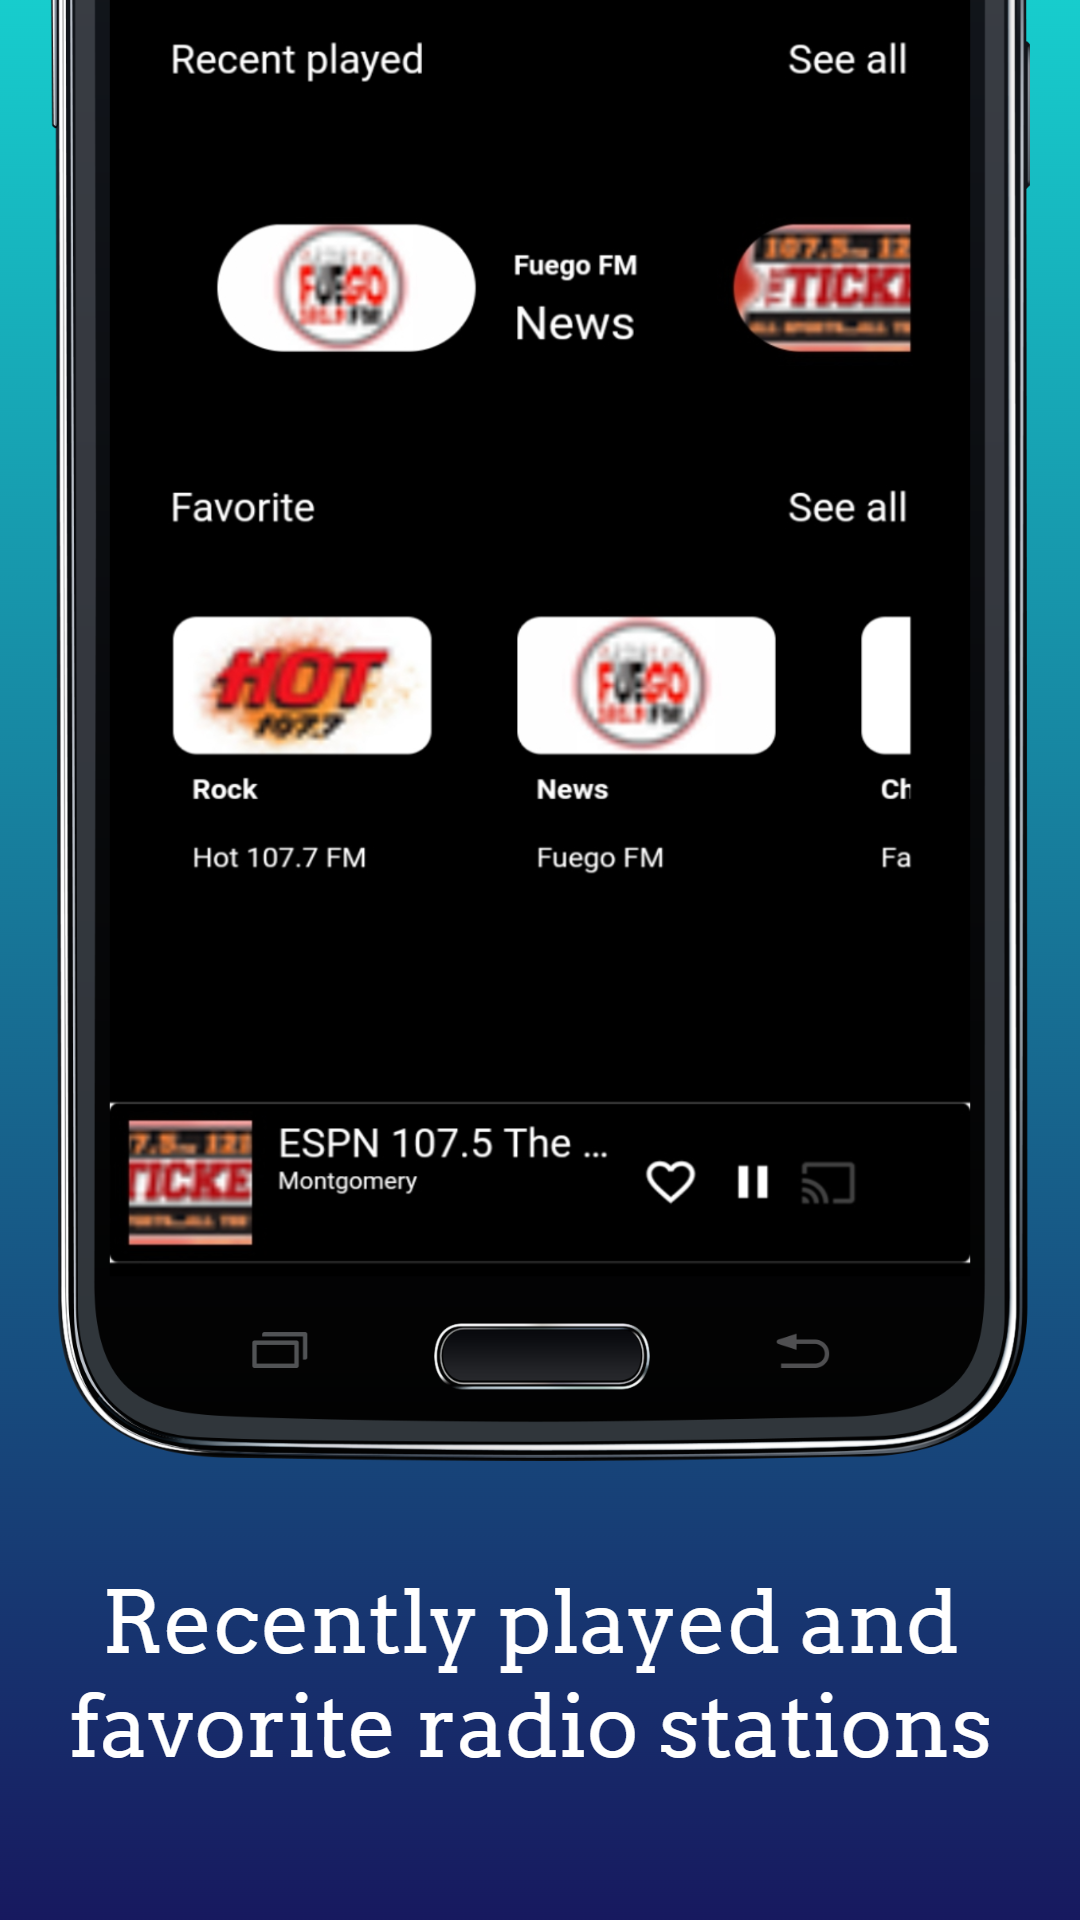 Recent played
See all
FUEGO
FM
Fuego FM
News
107.5
TICK
Favorite
See all
HOT
107.7
FUEGO
FM
Rock
News
Ch
Hot 107.7 FM
Fuego FM
Fa
7.5
TICKE
ESPN 107.5 The ...
Montgomery
Recently played and
favorite radio stations